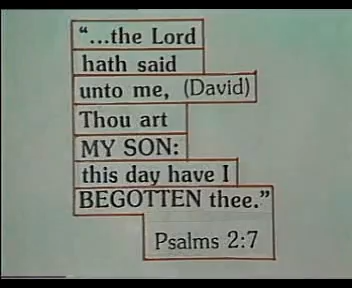 “...the Lord
hath said
unto me, (David)
Thou art
MY SON:
this day have I
BEGOTTEN thee.”
Psalms 2:7